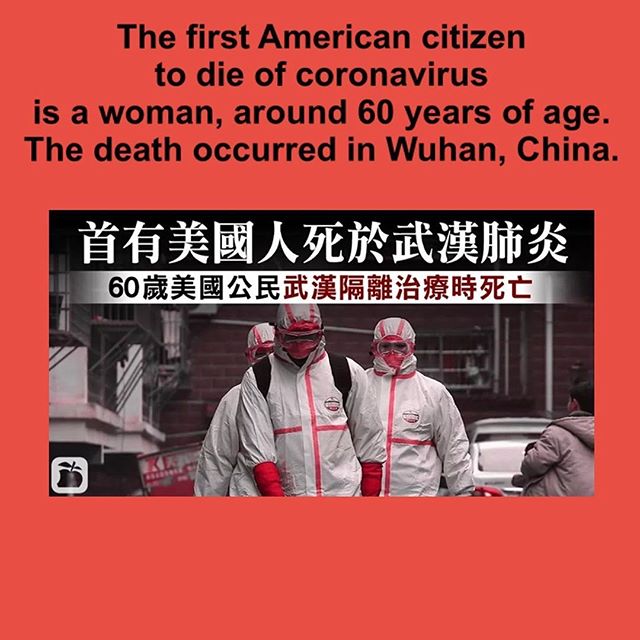 The first American citizen
to die of coronavirus
is a woman, around 60 years of age.
The death occurred in Wuhan, China.
首有美國人死於武漢肺炎
60歲美國公民武漢隔離治療時死亡